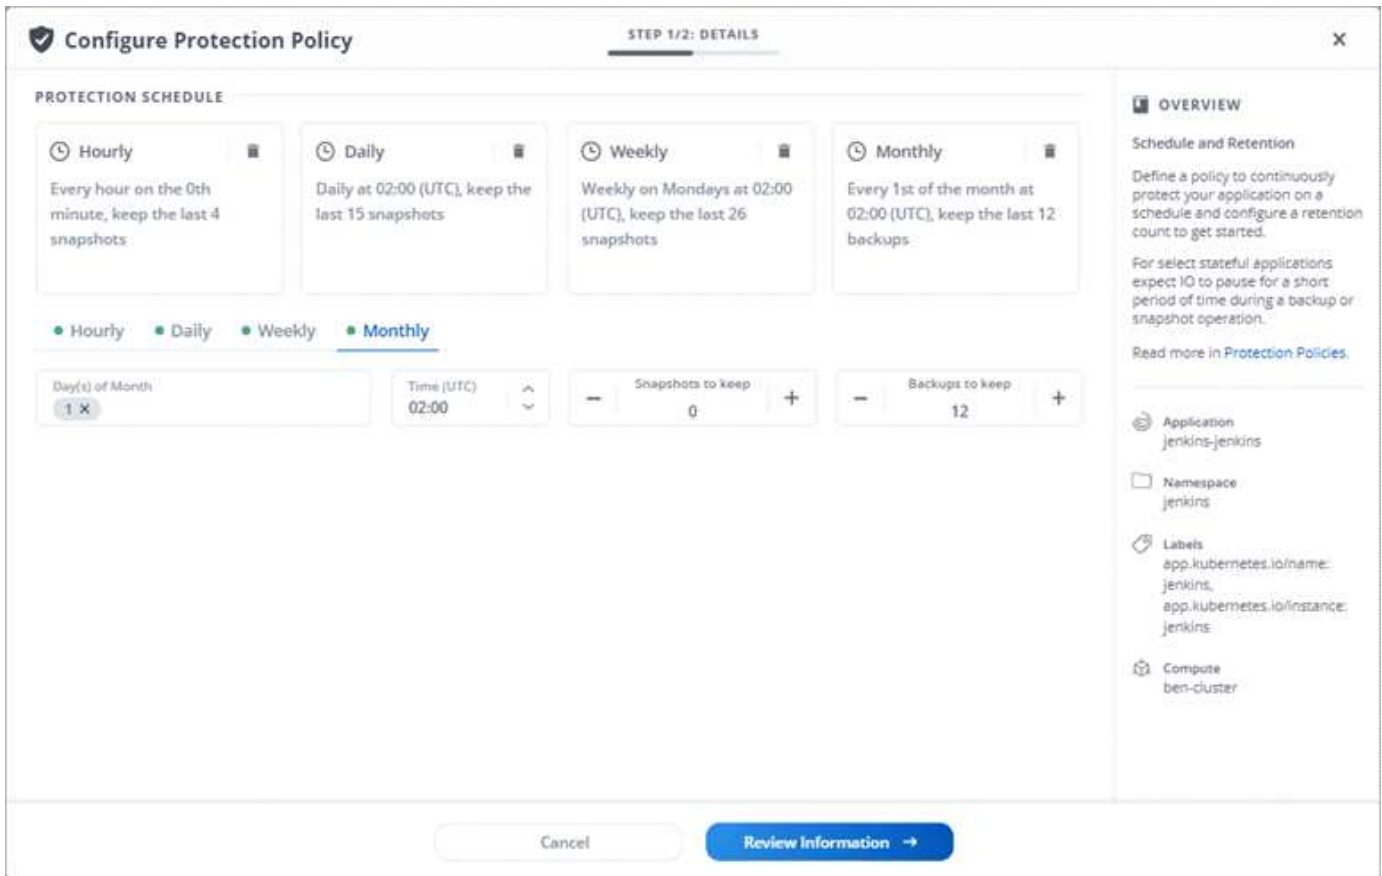 Configure Protection Policy
STEP 1/2: DETAILS
PROTECTION SCHEDULE
Hourly
Every hour on the 0th
minute, keep the last 4
snapshots
Daily
Daily at 02:00 (UTC), keep the
last 15 snapshots
Weekly
Weekly on Mondays at 02:00
(UTC), keep the last 26
snapshots
Monthly
Every 1st of the month at
02:00 (UTC), keep the last 12
backups
Hourly
Daily
Weekly
Monthly
Day(s) of Month
1
Time (UTC)
02:00
Snapshots to keep
0
Backups to keep
12
OVERVIEW
Schedule and Retention
Define a policy to continuously
protect your application on a
schedule and configure a retention
count to get started.
For select stateful applications
expect IO to pause for a short
period of time during a backup or
snapshot operation.
Read more in Protection Policies.
Application
jenkins-jenkins
Namespace
jenkins
Labels
app.kubernetes.io/name:
jenkins,
app.kubernetes.io/instance:
jenkins
Compute
ben-cluster
Cancel
Review Information →